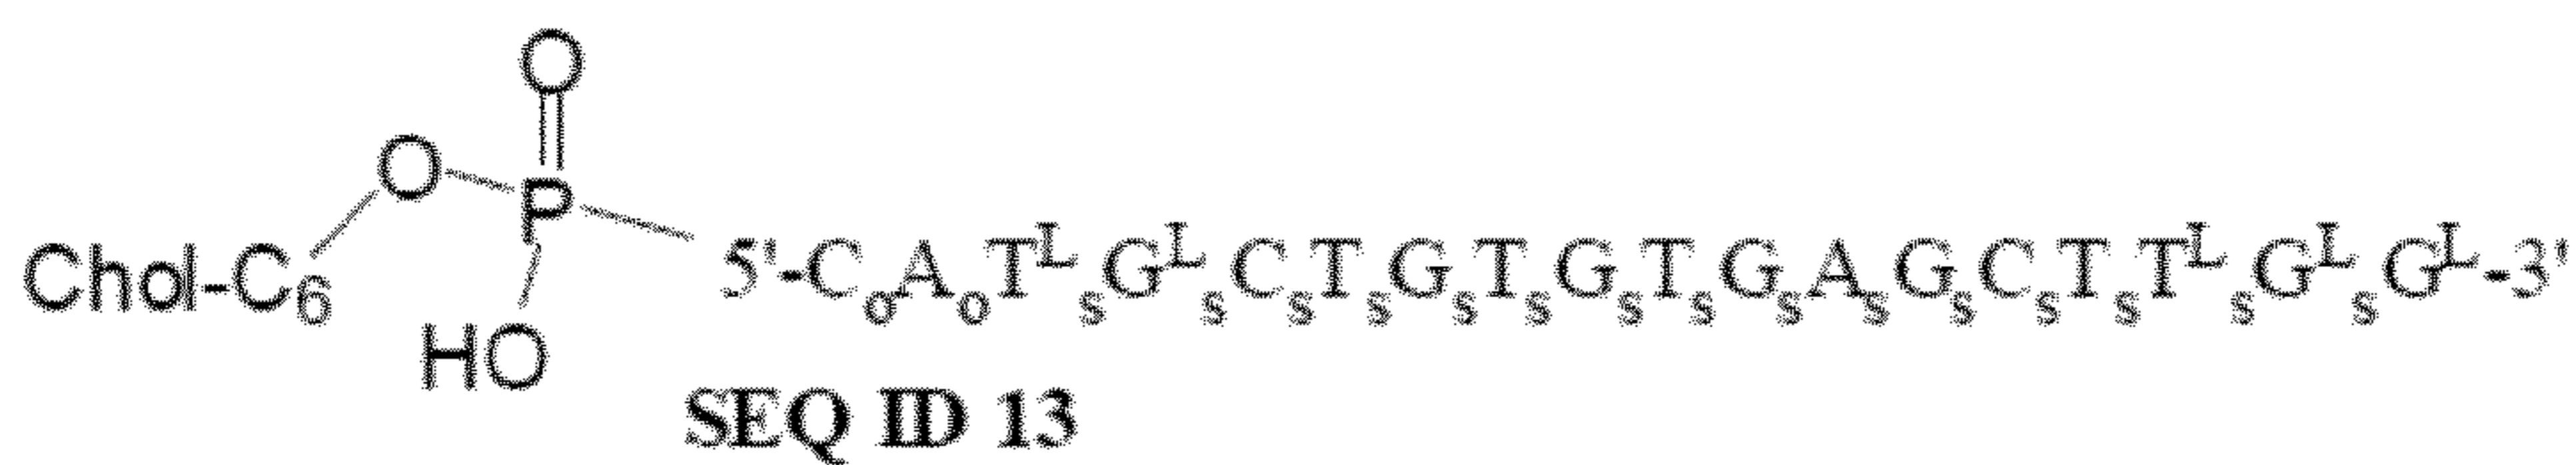 O
O P
Chol-C6 5'-CoAoTLsGLsCsTsGsTsGsTsGsAsGsCsTsTLsGLsGL-3'
HO
SEQ ID 13